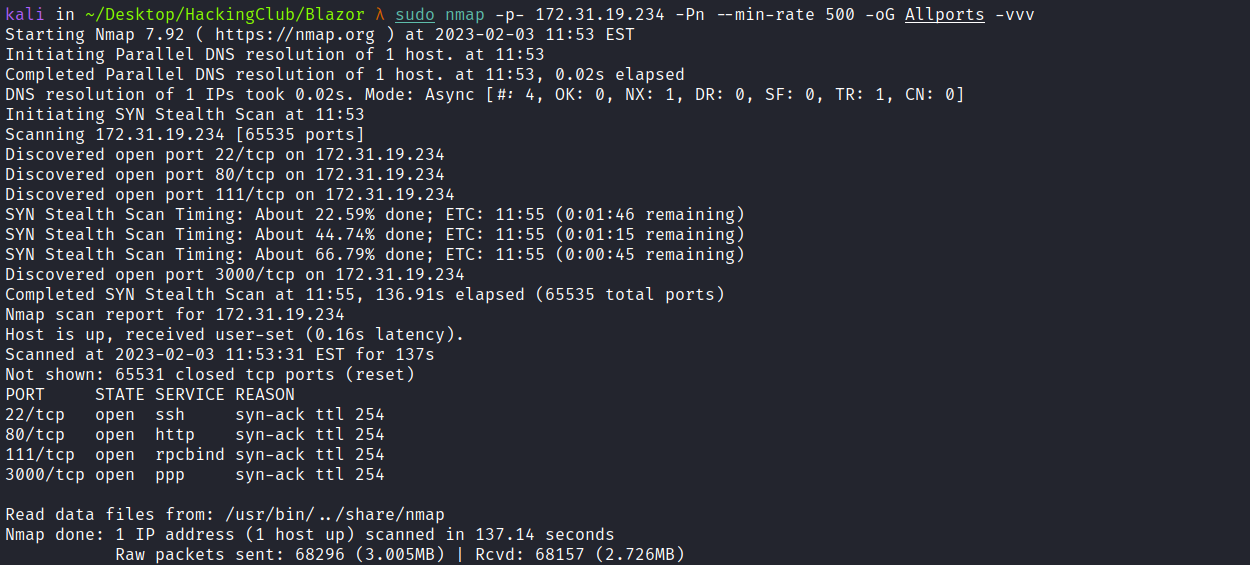 kali in ~/Desktop/HackingClub/Blazor λ sudo nmap -p- 172.31.19.234 -Pn --min-rate 500 -oG Allports -vvv
Starting Nmap 7.92 ( https://nmap.org ) at 2023-02-03 11:53 EST
Initiating Parallel DNS resolution of 1 host. at 11:53
Completed Parallel DNS resolution of 1 host. at 11:53, 0.02s elapsed
DNS resolution of 1 IPs took 0.02s. Mode: Async [#: 4, OK: 0, NX: 1, DR: 0, SF: 0, TR: 1, CN: 0]
Initiating SYN Stealth Scan at 11:53
Scanning 172.31.19.234 [65535 ports]
Discovered open port 22/tcp on 172.31.19.234
Discovered open port 80/tcp on 172.31.19.234
Discovered open port 111/tcp on 172.31.19.234
SYN Stealth Scan Timing: About 22.59% done; ETC: 11:55 (0:01:46 remaining)
SYN Stealth Scan Timing: About 44.74% done; ETC: 11:55 (0:01:15 remaining)
SYN Stealth Scan Timing: About 66.79% done; ETC: 11:55 (0:00:45 remaining)
Discovered open port 3000/tcp on 172.31.19.234
Completed SYN Stealth Scan at 11:55, 136.91s elapsed (65535 total ports)
Nmap scan report for 172.31.19.234
Host is up, received user-set (0.16s latency).
Scanned at 2023-02-03 11:53:31 EST for 137s
Not shown: 65531 closed tcp ports (reset)
PORT     STATE SERVICE REASON
22/tcp   open  ssh     syn-ack ttl 254
80/tcp   open  http    syn-ack ttl 254
111/tcp  open  rpcbind syn-ack ttl 254
3000/tcp open  ppp     syn-ack ttl 254
Read data files from: /usr/bin/../share/nmap
Nmap done: 1 IP address (1 host up) scanned in 137.14 seconds
Raw packets sent: 68296 (3.005MB) | Rcvd: 68157 (2.726MB)